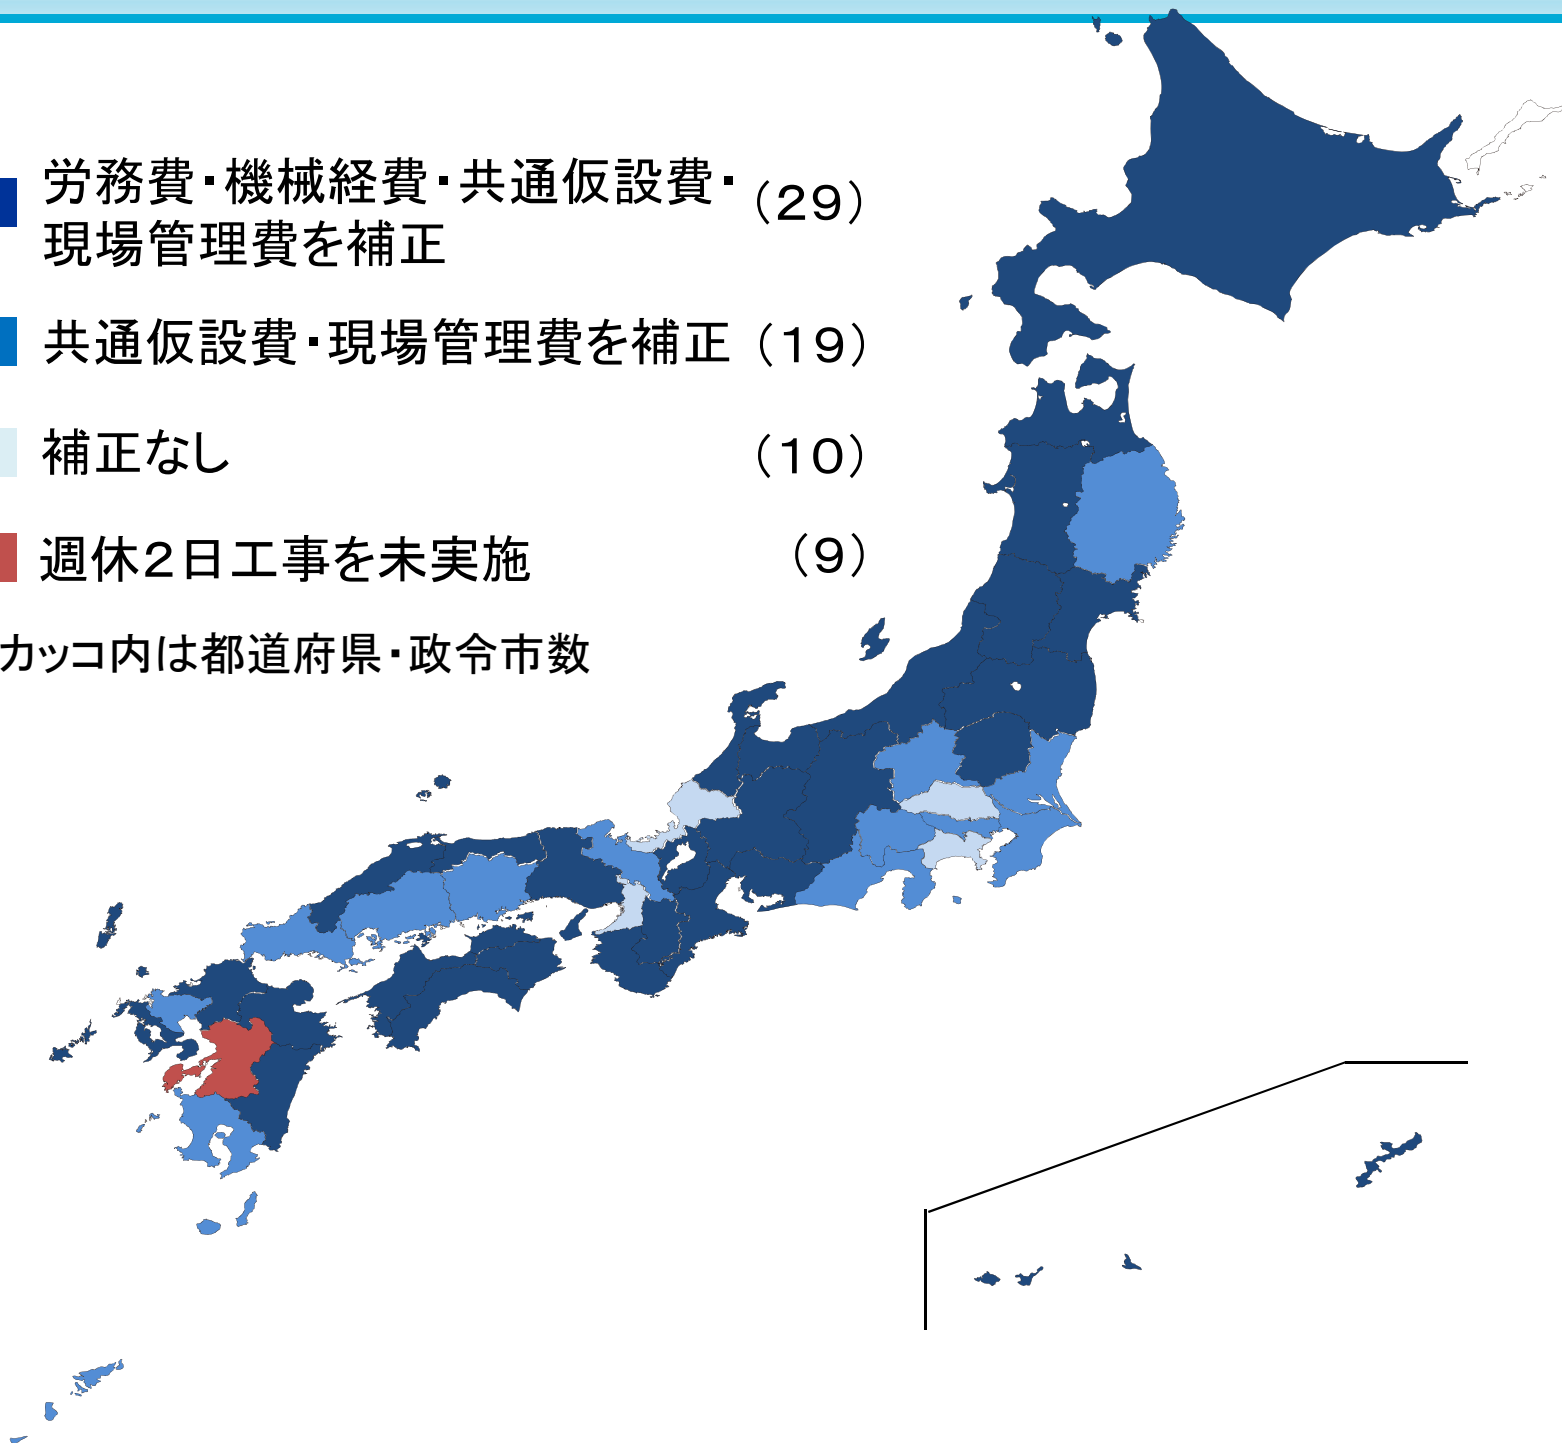 労務費・機械経費・共通仮設費・
現場管理費を補正 (29)
共通仮設費・現場管理費を補正 (19)
補正なし (10)
週休2日工事を未実施 (9)
カッコ内は都道府県・政令市数